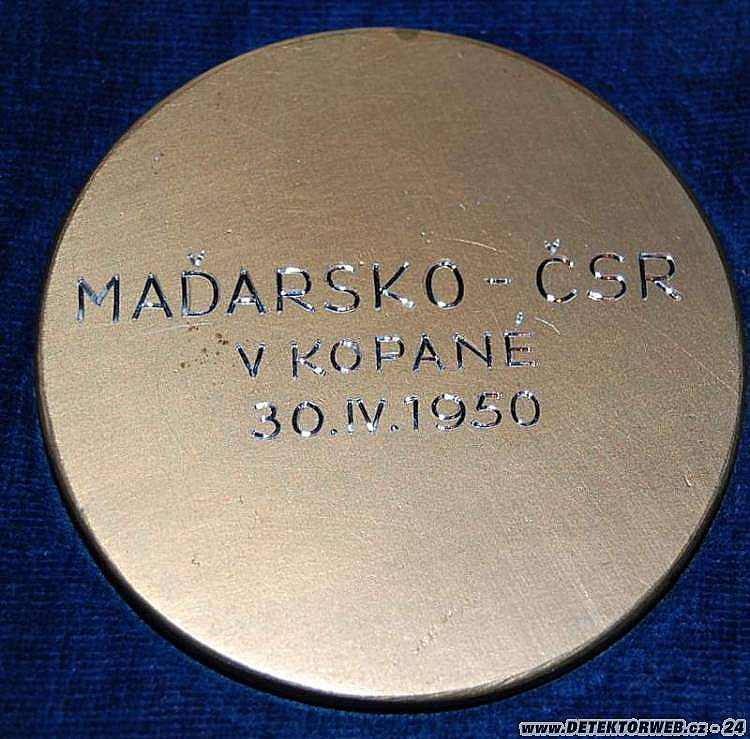 MAĎARSKO - ČSR
V KOPANÉ
30.IV.1950
www.DETEKTORWEB.cz - 24